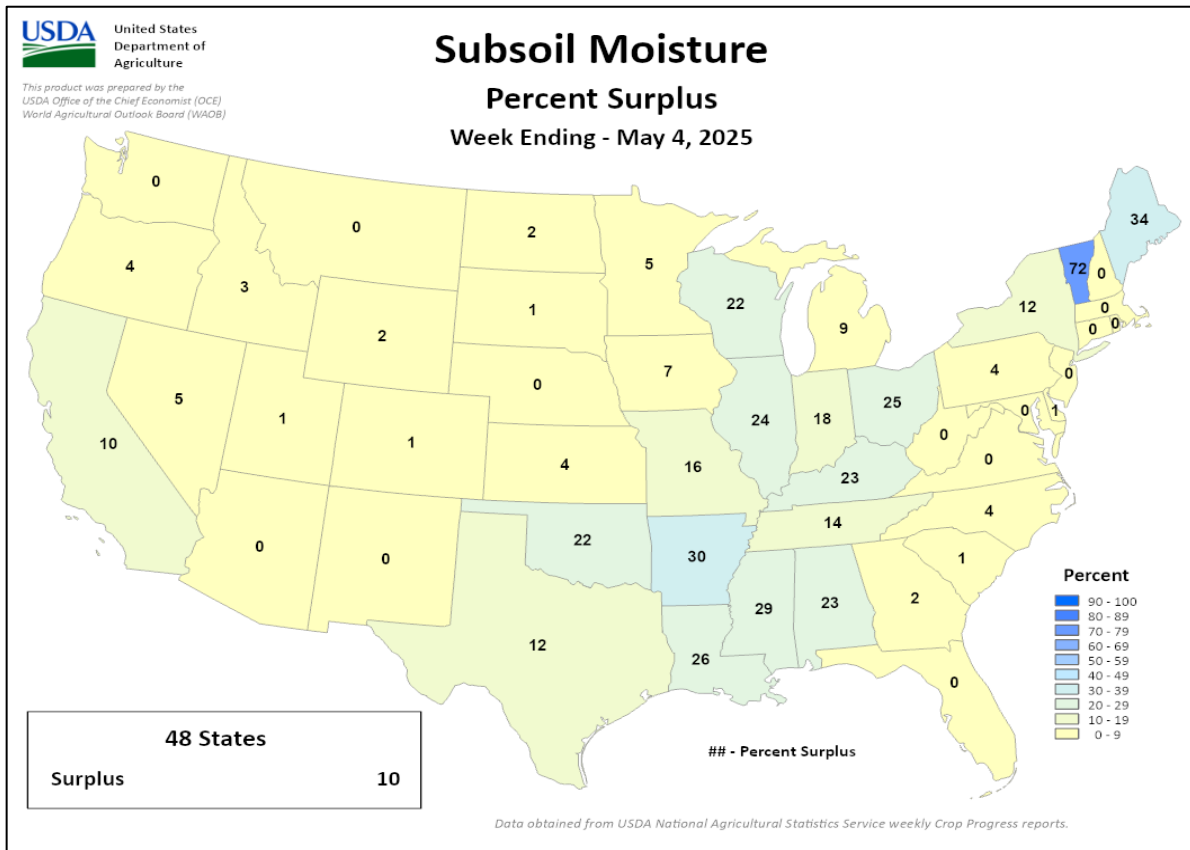 USDA
United States
Department of
Agriculture
This product was prepared by the
USDA Office of the Chief Economist (OCE)
World Agricultural Outlook Board (WAOB)
Subsoil Moisture
Percent Surplus
Week Ending - May 4, 2025
0
0
2
5
34
4
3
72
0
22
12
0
1
2
9
0
0
7
4
0
0
5
25
0
1
1
1
24
18
0
10
4
16
23
0
0
0
0
22
30
14
4
1
29
23
2
12
26
0
Percent
90 - 100
80 - 89
70 - 79
60 - 69
50 - 59
40 - 49
30 - 39
20 - 29
10 - 19
0 - 9
48 States
Surplus 10
## - Percent Surplus
Data obtained from USDA National Agricultural Statistics Service weekly Crop Progress reports.